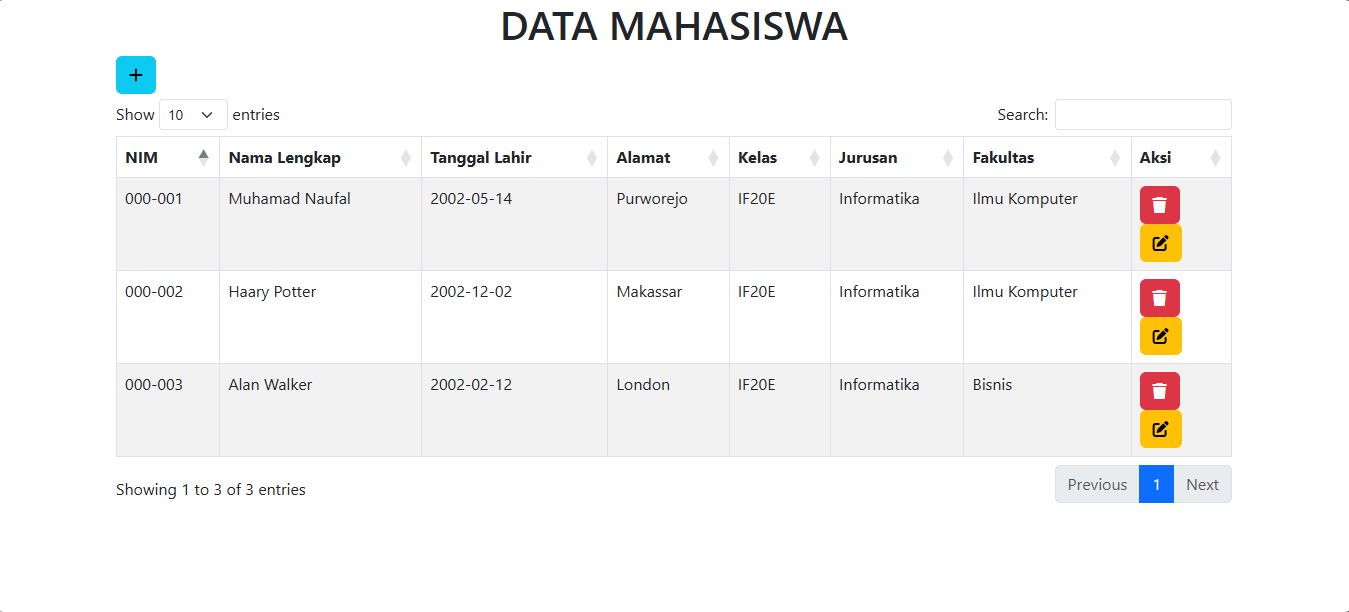 DATA MAHASISWA
+
Show 10 entries Search:
NIM Nama Lengkap Tanggal Lahir Alamat Kelas Jurusan Fakultas Aksi
000-001 Muhamad Naufal 2002-05-14 Purworejo IF20E Informatika Ilmu Komputer
000-002 Haary Potter 2002-12-02 Makassar IF20E Informatika Ilmu Komputer
000-003 Alan Walker 2002-02-12 London IF20E Informatika Bisnis
Showing 1 to 3 of 3 entries Previous 1 Next